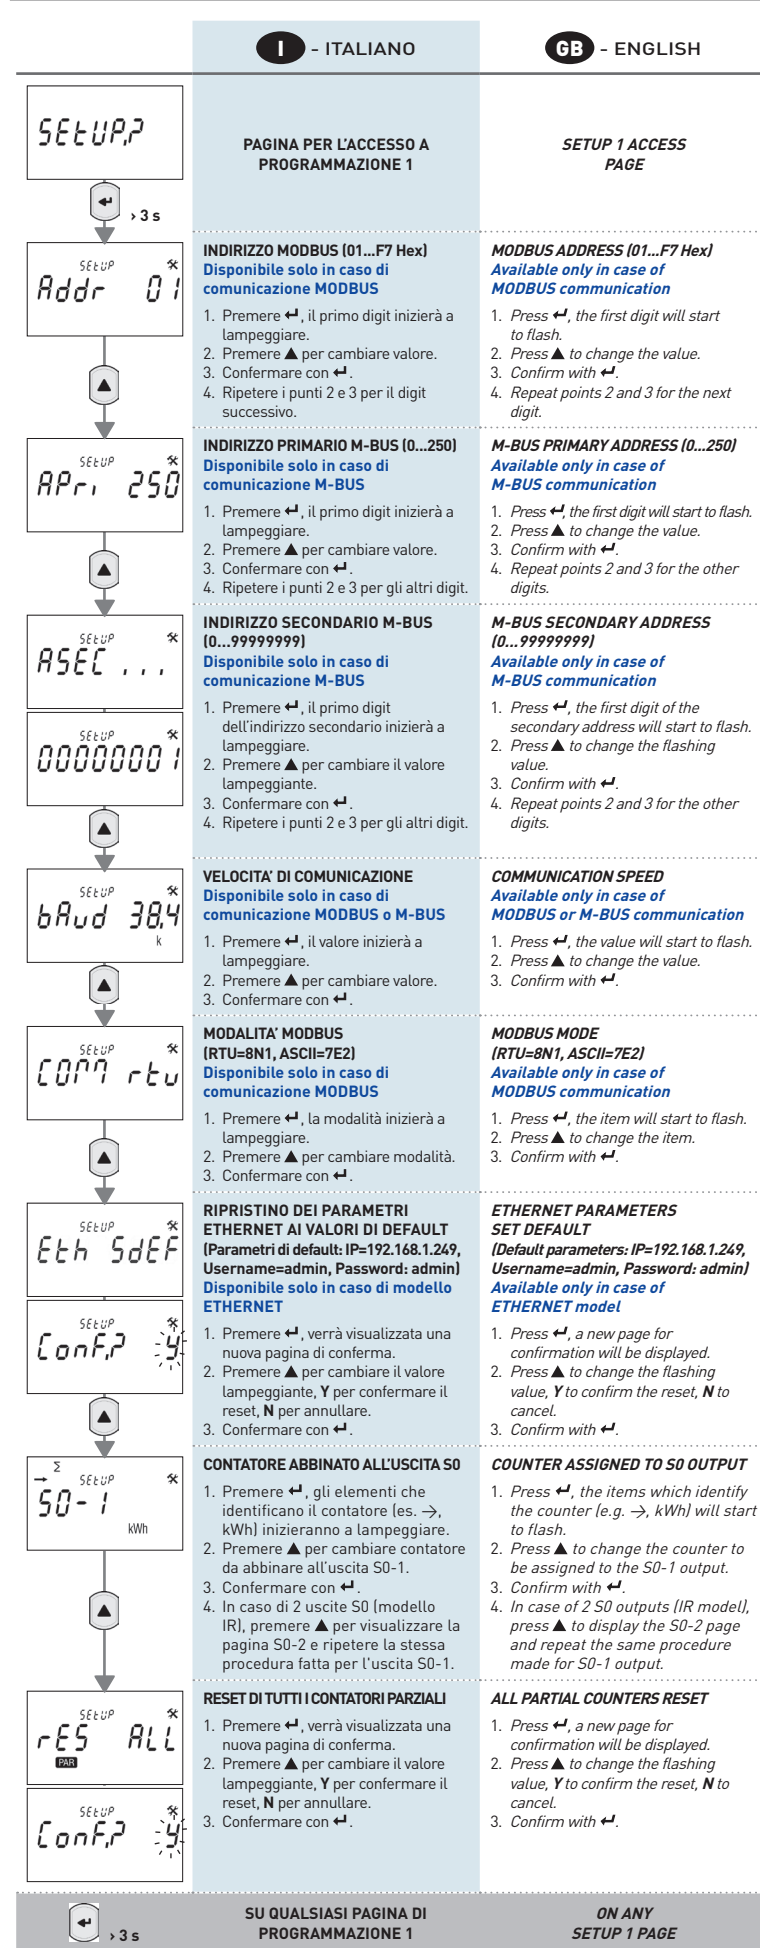 I - ITALIANO
GB - ENGLISH
SEtUP.?
PAGINA PER L'ACCESSO A
PROGRAMMAZIONE 1
SETUP 1 ACCESS
PAGE
↵
› 3 s
SEtUP
Addr 01
INDIRIZZO MODBUS (01...F7 Hex)
Disponibile solo in caso di
comunicazione MODBUS
1. Premere ↵, il primo digit inizierà a
lampeggiare.
2. Premere ▲ per cambiare valore.
3. Confermare con ↵.
4. Ripetere i punti 2 e 3 per il digit
successivo.
MODBUS ADDRESS (01...F7 Hex)
Available only in case of
MODBUS communication
1. Press ↵, the first digit will start
to flash.
2. Press ▲ to change the value.
3. Confirm with ↵.
4. Repeat points 2 and 3 for the next
digit.
▲
SEtUP
APri 250
INDIRIZZO PRIMARIO M-BUS (0...250)
Disponibile solo in caso di
comunicazione M-BUS
1. Premere ↵, il primo digit inizierà a
lampeggiare.
2. Premere ▲ per cambiare valore.
3. Confermare con ↵.
4. Ripetere i punti 2 e 3 per gli altri digit.
M-BUS PRIMARY ADDRESS (0...250)
Available only in case of
M-BUS communication
1. Press ↵, the first digit will start to flash.
2. Press ▲ to change the value.
3. Confirm with ↵.
4. Repeat points 2 and 3 for the other
digits.
▲
SEtUP
ASEC ...
SEtUP
00000001
INDIRIZZO SECONDARIO M-BUS
(0...99999999)
Disponibile solo in caso di
comunicazione M-BUS
1. Premere ↵, il primo digit
dell'indirizzo secondario inizierà a
lampeggiare.
2. Premere ▲ per cambiare il valore
lampeggiante.
3. Confermare con ↵.
4. Ripetere i punti 2 e 3 per gli altri digit.
M-BUS SECONDARY ADDRESS
(0...99999999)
Available only in case of
M-BUS communication
1. Press ↵, the first digit of the
secondary address will start to flash.
2. Press ▲ to change the flashing
value.
3. Confirm with ↵.
4. Repeat points 2 and 3 for the other
digits.
▲
SEtUP
bAud 38.4
k
VELOCITA' DI COMUNICAZIONE
Disponibile solo in caso di
comunicazione MODBUS o M-BUS
1. Premere ↵, il valore inizierà a
lampeggiare.
2. Premere ▲ per cambiare valore.
3. Confermare con ↵.
COMMUNICATION SPEED
Available only in case of
MODBUS or M-BUS communication
1. Press ↵, the value will start to flash.
2. Press ▲ to change the value.
3. Confirm with ↵.
▲
SEtUP
COM rtu
MODALITA' MODBUS
(RTU=8N1, ASCII=7E2)
Disponibile solo in caso di
comunicazione MODBUS
1. Premere ↵, la modalità inizierà a
lampeggiare.
2. Premere ▲ per cambiare modalità.
3. Confermare con ↵.
MODBUS MODE
(RTU=8N1, ASCII=7E2)
Available only in case of
MODBUS communication
1. Press ↵, the item will start to flash.
2. Press ▲ to change the item.
3. Confirm with ↵.
▲
SEtUP
Eth SdEF
SEtUP
ConF.? Y
RIPRISTINO DEI PARAMETRI
ETHERNET AI VALORI DI DEFAULT
(Parametri di default: IP=192.168.1.249,
Username=admin, Password: admin)
Disponibile solo in caso di modello
ETHERNET
1. Premere ↵, verrà visualizzata una
nuova pagina di conferma.
2. Premere ▲ per cambiare il valore
lampeggiante, Y per confermare il
reset, N per annullare.
3. Confermare con ↵.
ETHERNET PARAMETERS
SET DEFAULT
(Default parameters: IP=192.168.1.249,
Username=admin, Password: admin)
Available only in case of
ETHERNET model
1. Press ↵, a new page for
confirmation will be displayed.
2. Press ▲ to change the flashing
value, Y to confirm the reset, N to
cancel.
3. Confirm with ↵.
▲
→ Σ SEtUP
S0-1
kWh
CONTATORE ABBINATO ALL'USCITA S0
1. Premere ↵, gli elementi che
identificano il contatore (es. →,
kWh) inizieranno a lampeggiare.
2. Premere ▲ per cambiare contatore
da abbinare all'uscita S0-1.
3. Confermare con ↵.
4. In caso di 2 uscite S0 (modello
IR), premere ▲ per visualizzare la
pagina S0-2 e ripetere la stessa
procedura fatta per l'uscita S0-1.
COUNTER ASSIGNED TO S0 OUTPUT
1. Press ↵, the items which identify
the counter (e.g. →, kWh) will start
to flash.
2. Press ▲ to change the counter to
be assigned to the S0-1 output.
3. Confirm with ↵.
4. In case of 2 S0 outputs (IR model),
press ▲ to display the S0-2 page
and repeat the same procedure
made for S0-1 output.
▲
SEtUP
rES ALL
PAR
SEtUP
ConF.? Y
RESET DI TUTTI I CONTATORI PARZIALI
1. Premere ↵, verrà visualizzata una
nuova pagina di conferma.
2. Premere ▲ per cambiare il valore
lampeggiante, Y per confermare il
reset, N per annullare.
3. Confermare con ↵.
ALL PARTIAL COUNTERS RESET
1. Press ↵, a new page for
confirmation will be displayed.
2. Press ▲ to change the flashing
value, Y to confirm the reset, N to
cancel.
3. Confirm with ↵.
↵
› 3 s
SU QUALSIASI PAGINA DI
PROGRAMMAZIONE 1
ON ANY
SETUP 1 PAGE